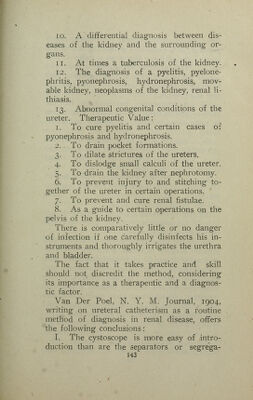 10. A differential diagnosis between dis-
eases of the kidney and the surrounding or-
gans.
11. At times a tuberculosis of the kidney.
12. The diagnosis of a pyelitis, pyelone-
phritis, pyonephrosis, hydronephrosis, mov-
able kidney, neoplasms of the kidney, renal li-
thiasis.
13. Abnormal congenital conditions of the
ureter. Therapeutic Value:
1. To cure pyelitis and certain cases of
pyonephrosis and hydronephrosis.
2. To drain pocket formations.
3. To dilate strictures of the ureters.
4. To dislodge small calculi of the ureter.
5. To drain the kidney after nephrotomy.
6. To prevent injury to and stitching to-
gether of the ureter in certain operations.
7. To prevent and cure renal fistulae.
8. As a guide to certain operations on the
pelvis of the kidney.
There is comparatively little or no danger
of infection if one carefully disinfects his in-
struments and thoroughly irrigates the urethra
and bladder.
The fact that it takes practice and skill
should not discredit the method, considering
its importance as a therapeutic and a diagnos-
tic factor.
Van Der Poel, N. Y. M. Journal, 1904,
writing on ureteral catheterism as a routine
method of diagnosis in renal disease, offers
the following conclusions:
I. The cystoscope is more easy of intro-
duction than are the separators or segrega-
143